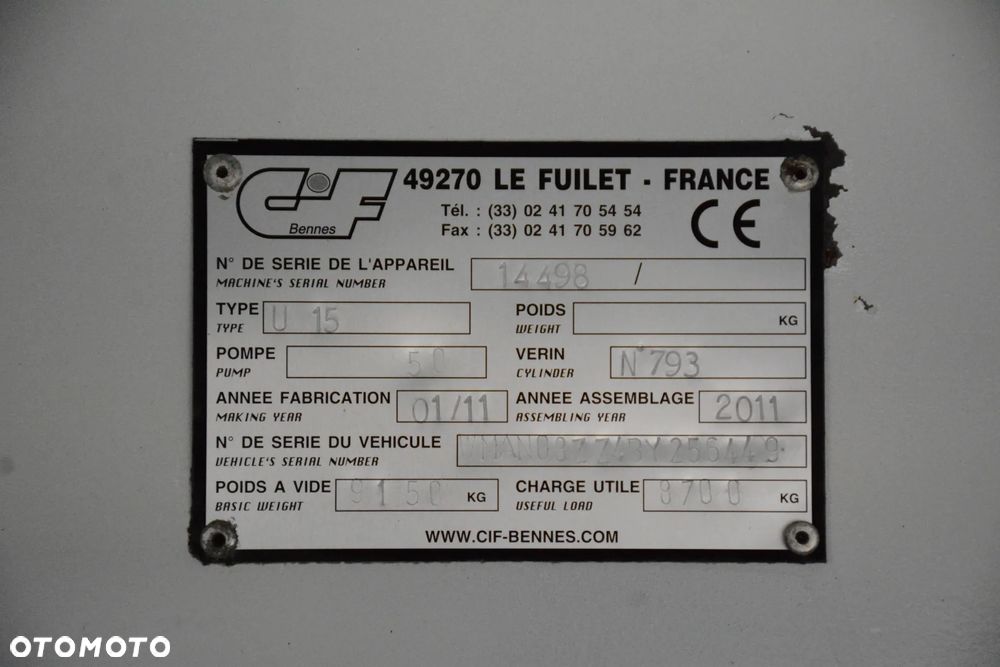 CIF
Bennes
49270 LE FUILET - FRANCE
Tél. : (33) 02 41 70 54 54
Fax : (33) 02 41 70 59 62
CE
N° DE SERIE DE L'APPAREIL 14498 /
MACHINE'S SERIAL NUMBER
TYPE U 15 POIDS KG
TYPE WEIGHT
POMPE 50 VERIN N°793
PUMP CYLINDER
ANNEE FABRICATION 01/11 ANNEE ASSEMBLAGE 2011
MAKING YEAR ASSEMBLING YEAR
N° DE SERIE DU VEHICULE
VEHICLE'S SERIAL NUMBER
POIDS A VIDE 9150 KG CHARGE UTILE 8700 KG
BASIC WEIGHT USEFUL LOAD
WWW.CIF-BENNES.COM
OTOMOTO